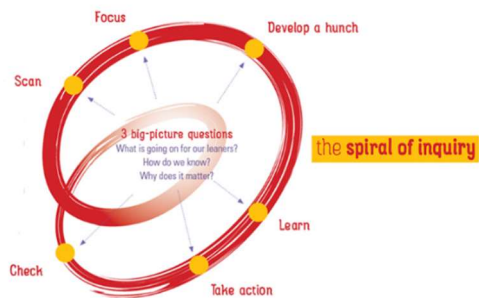 Focus
Develop a hunch
Scan
3 big-picture questions
What is going on for our leaners?
How do we know?
Why does it matter?
the spiral of inquiry
Learn
Check
Take action